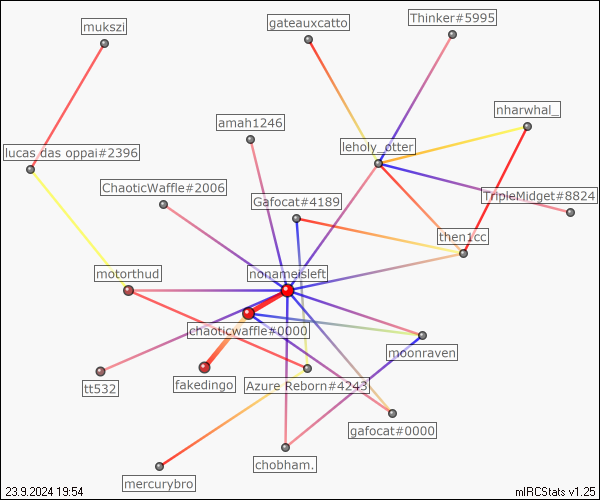 mukszi
gateauxcatto
Thinker#5995
nharwhal_
amah1246
leholy_otter
lucas das oppai#2396
ChaoticWaffle#2006
Gafocat#4189
TripleMidget#8824
then1cc
motorthud
nonameisleft
chaoticwaffle#0000
moonraven
tt532
fakedingo
Azure Reborn#4243
gafocat#0000
chobham.
mercurybro
23.9.2024 19:54
mIRCStats v1.25